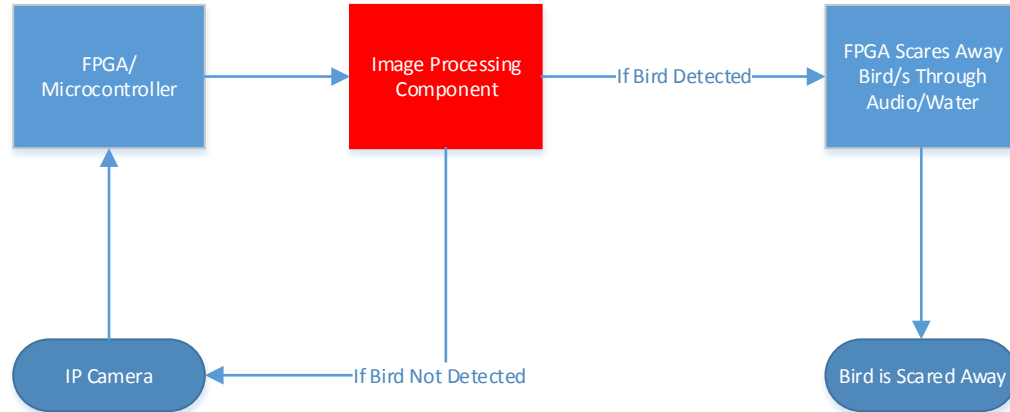 FPGA/
Microcontroller
Image Processing
Component
If Bird Detected
FPGA Scares Away
Bird/s Through
Audio/Water
IP Camera
If Bird Not Detected
Bird is Scared Away